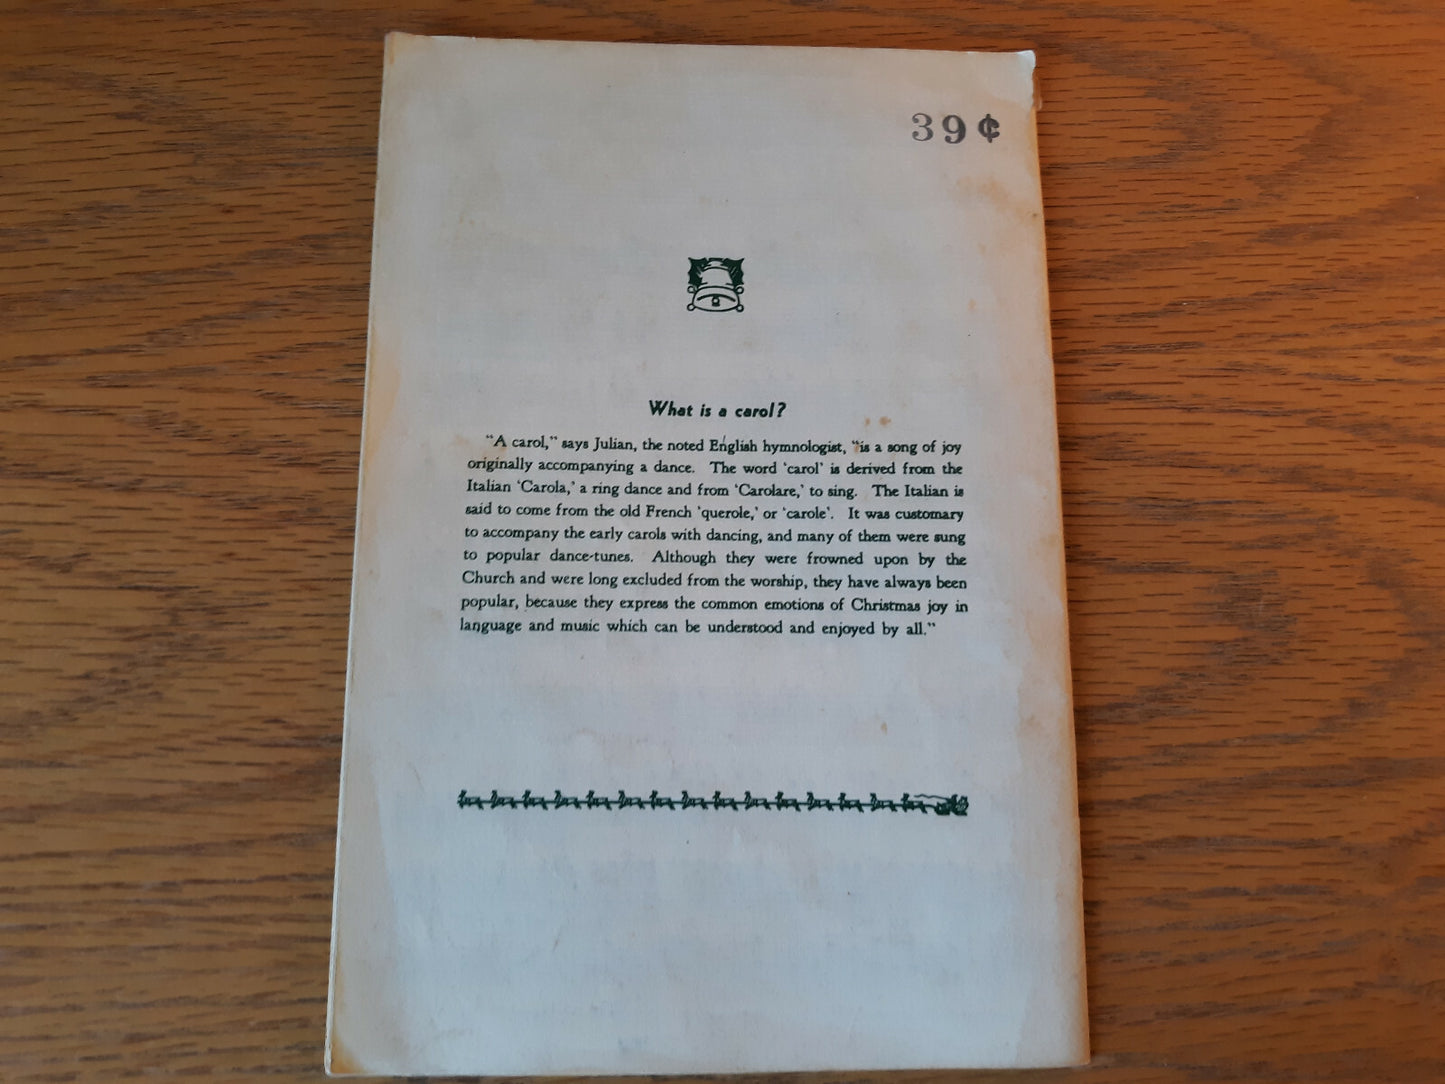 39¢
What is a carol?
"A carol," says Julian, the noted English hymnologist, "is a song of joy
originally accompanying a dance. The word 'carol' is derived from the
Italian 'Carola,' a ring dance and from 'Carolare,' to sing. The Italian is
said to come from the old French 'querole,' or 'carole'. It was customary
to accompany the early carols with dancing, and many of them were sung
to popular dance-tunes. Although they were frowned upon by the
Church and were long excluded from the worship, they have always been
popular, because they express the common emotions of Christmas joy in
language and music which can be understood and enjoyed by all."